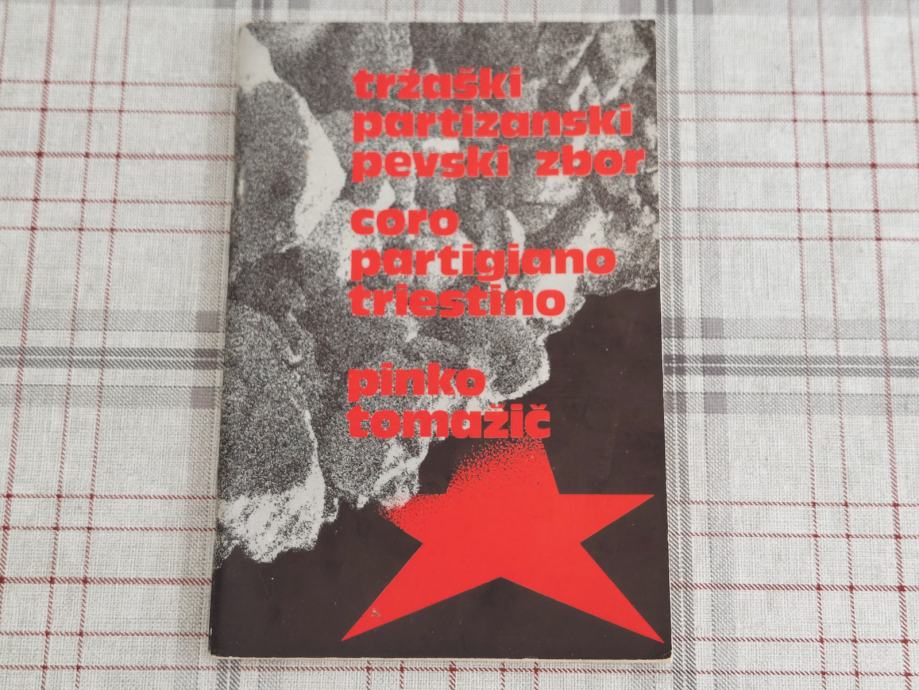 tržaški
partizanski
pevski zbor
coro
partigiano
triestino
pinko
tomažič